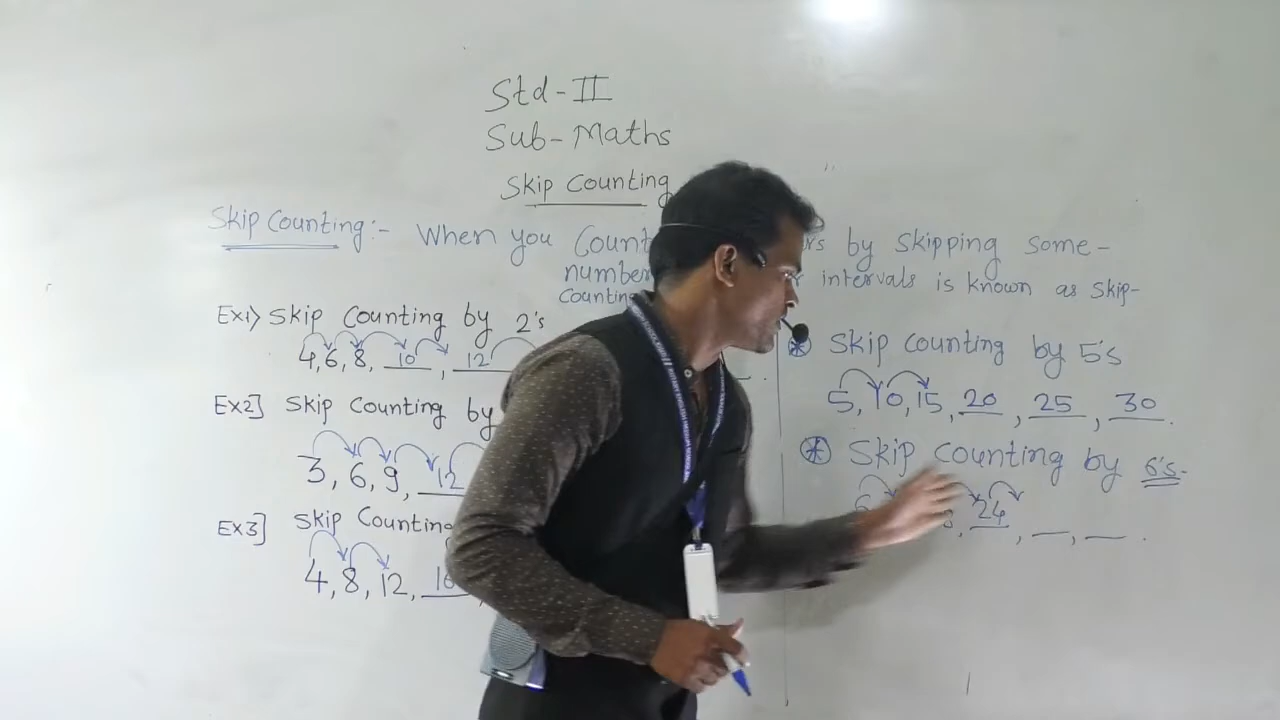 Std-II
Sub-Maths
Skip Counting
Skip Counting:- When you Count by skipping some-
intervals is known as skip-
Counting
Ex1> Skip Counting by 2's
4,6,8, 10, 12
Ex2] Skip Counting by
3,6,9, 12
Ex3] Skip Counting
4,8,12,
* Skip counting by 5's
5,10,15, 20, 25, 30.
* Skip counting by 6's-
6 24, __, __.